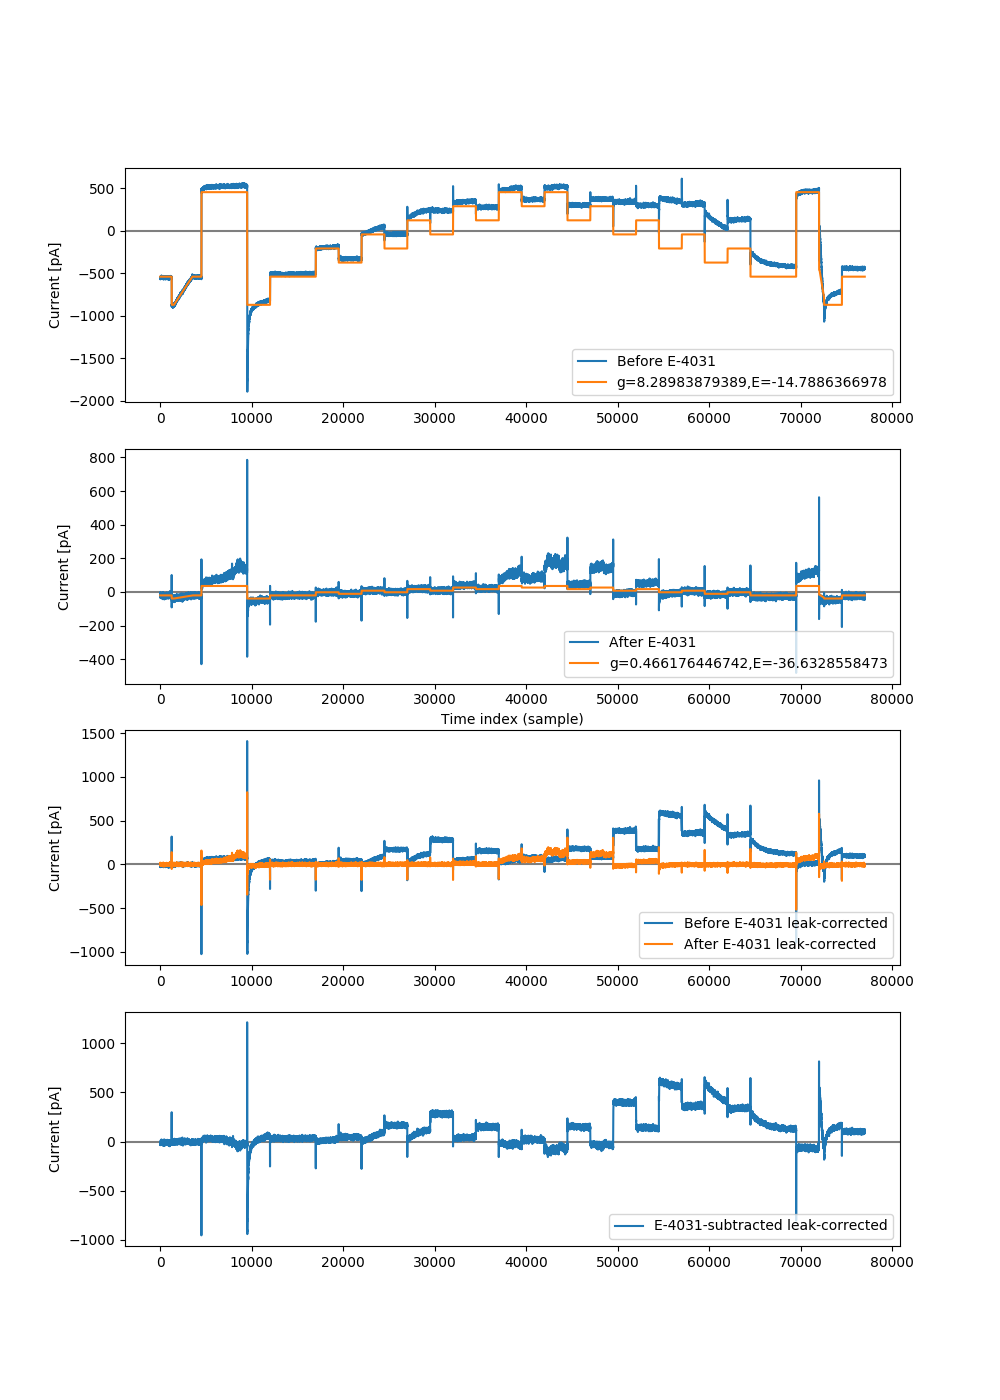 500
0
−500
−1000
−1500
−2000
Current [pA]
Before E-4031
g=8.28983879389,E=-14.7886366978
0 10000 20000 30000 40000 50000 60000 70000 80000
800
600
400
200
0
−200
−400
Current [pA]
After E-4031
g=0.466176446742,E=-36.6328558473
0 10000 20000 30000 40000 50000 60000 70000 80000
Time index (sample)
1500
1000
500
0
−500
−1000
Current [pA]
Before E-4031 leak-corrected
After E-4031 leak-corrected
0 10000 20000 30000 40000 50000 60000 70000 80000
1000
500
0
−500
−1000
Current [pA]
E-4031-subtracted leak-corrected
0 10000 20000 30000 40000 50000 60000 70000 80000